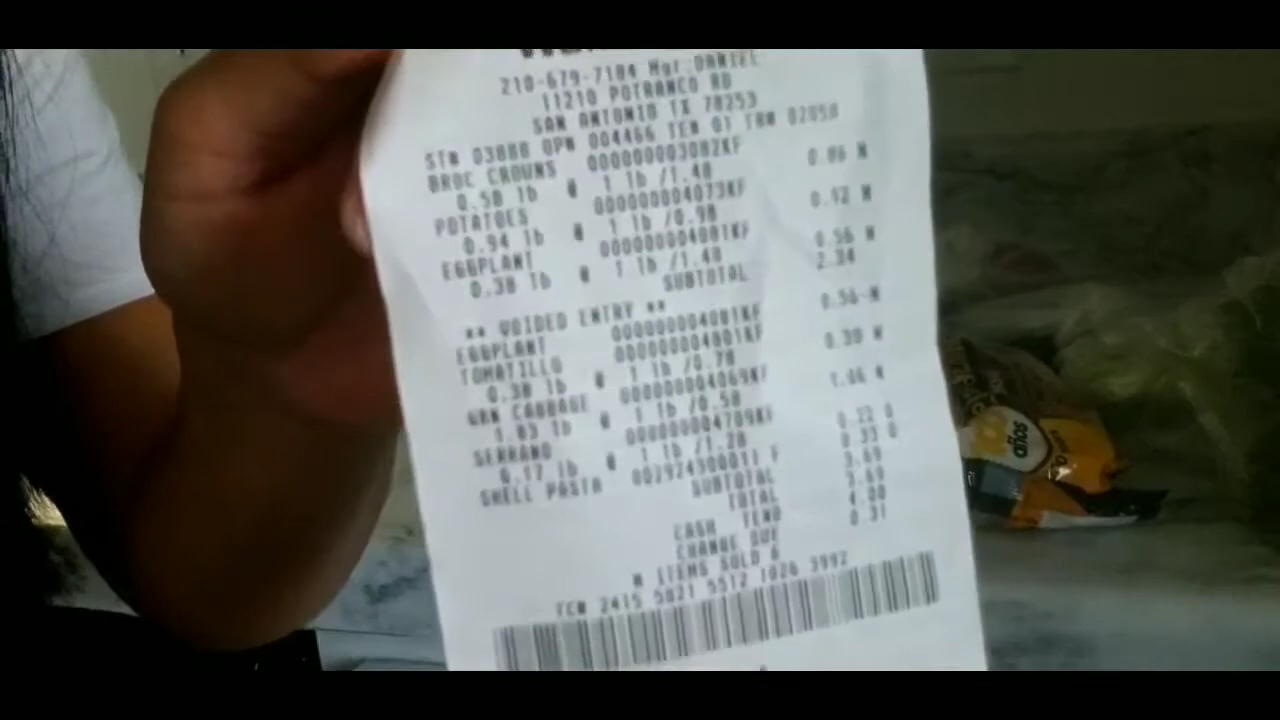 210-679-7184 Mgr:DANIEL
11210 POTRANCO RD
SAN ANTONIO TX 78253
ST# 03888 OP# 004466 TE# 01 TR# 02050
BROC CROWNS 000000003082KF
0.58 lb @ 1 lb /1.48 0.86 N
POTATOES 000000004073KF
0.94 lb @ 1 lb /0.98 0.92 N
EGGPLANT 000000004081KF
0.38 lb @ 1 lb /1.48 0.56 N
SUBTOTAL 2.34
** VOIDED ENTRY **
EGGPLANT 000000004081KF 0.56-N
TOMATILLO 000000004801KF
0.38 lb @ 1 lb /0.78 0.30 N
GRN CABBAGE 000000004069KF
1.83 lb @ 1 lb /0.58 1.06 N
SERRANO 000000004709KF
0.17 lb @ 1 lb /1.28 0.22 O
SHELL PASTA F 0.33 O
SUBTOTAL 3.69
TOTAL 3.69
CASH TEND 4.00
CHANGE DUE 0.31
# ITEMS SOLD 6
TC# 2415 5021 5512 3992
años